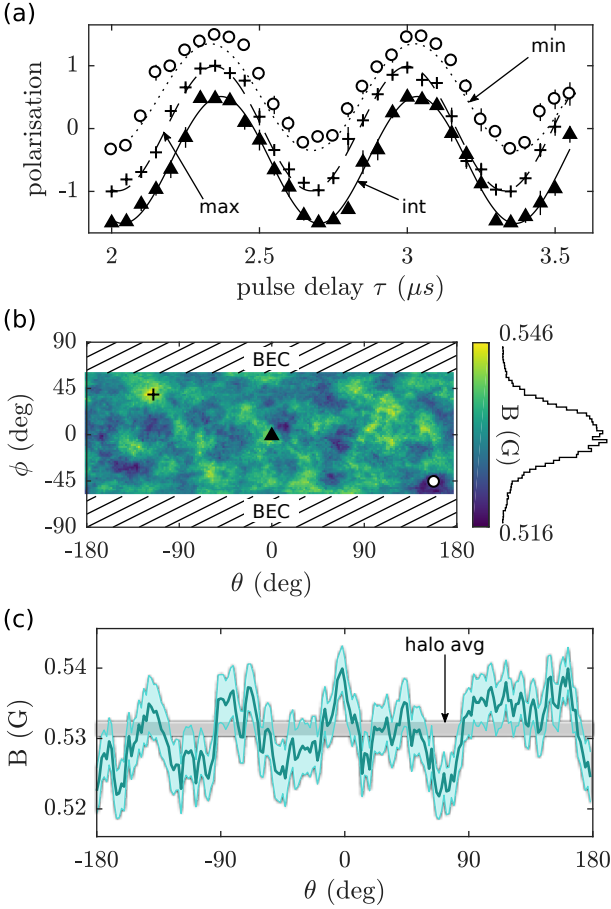 (a)
polarisation
1
0
-1
min
max
int
2
2.5
3
3.5
pulse delay τ (μs)
(b)
ϕ (deg)
90
45
0
-45
-90
BEC
BEC
-180
-90
0
90
180
θ (deg)
0.546
B (G)
0.516
(c)
B (G)
0.54
0.53
0.52
halo avg
-180
-90
0
90
180
θ (deg)